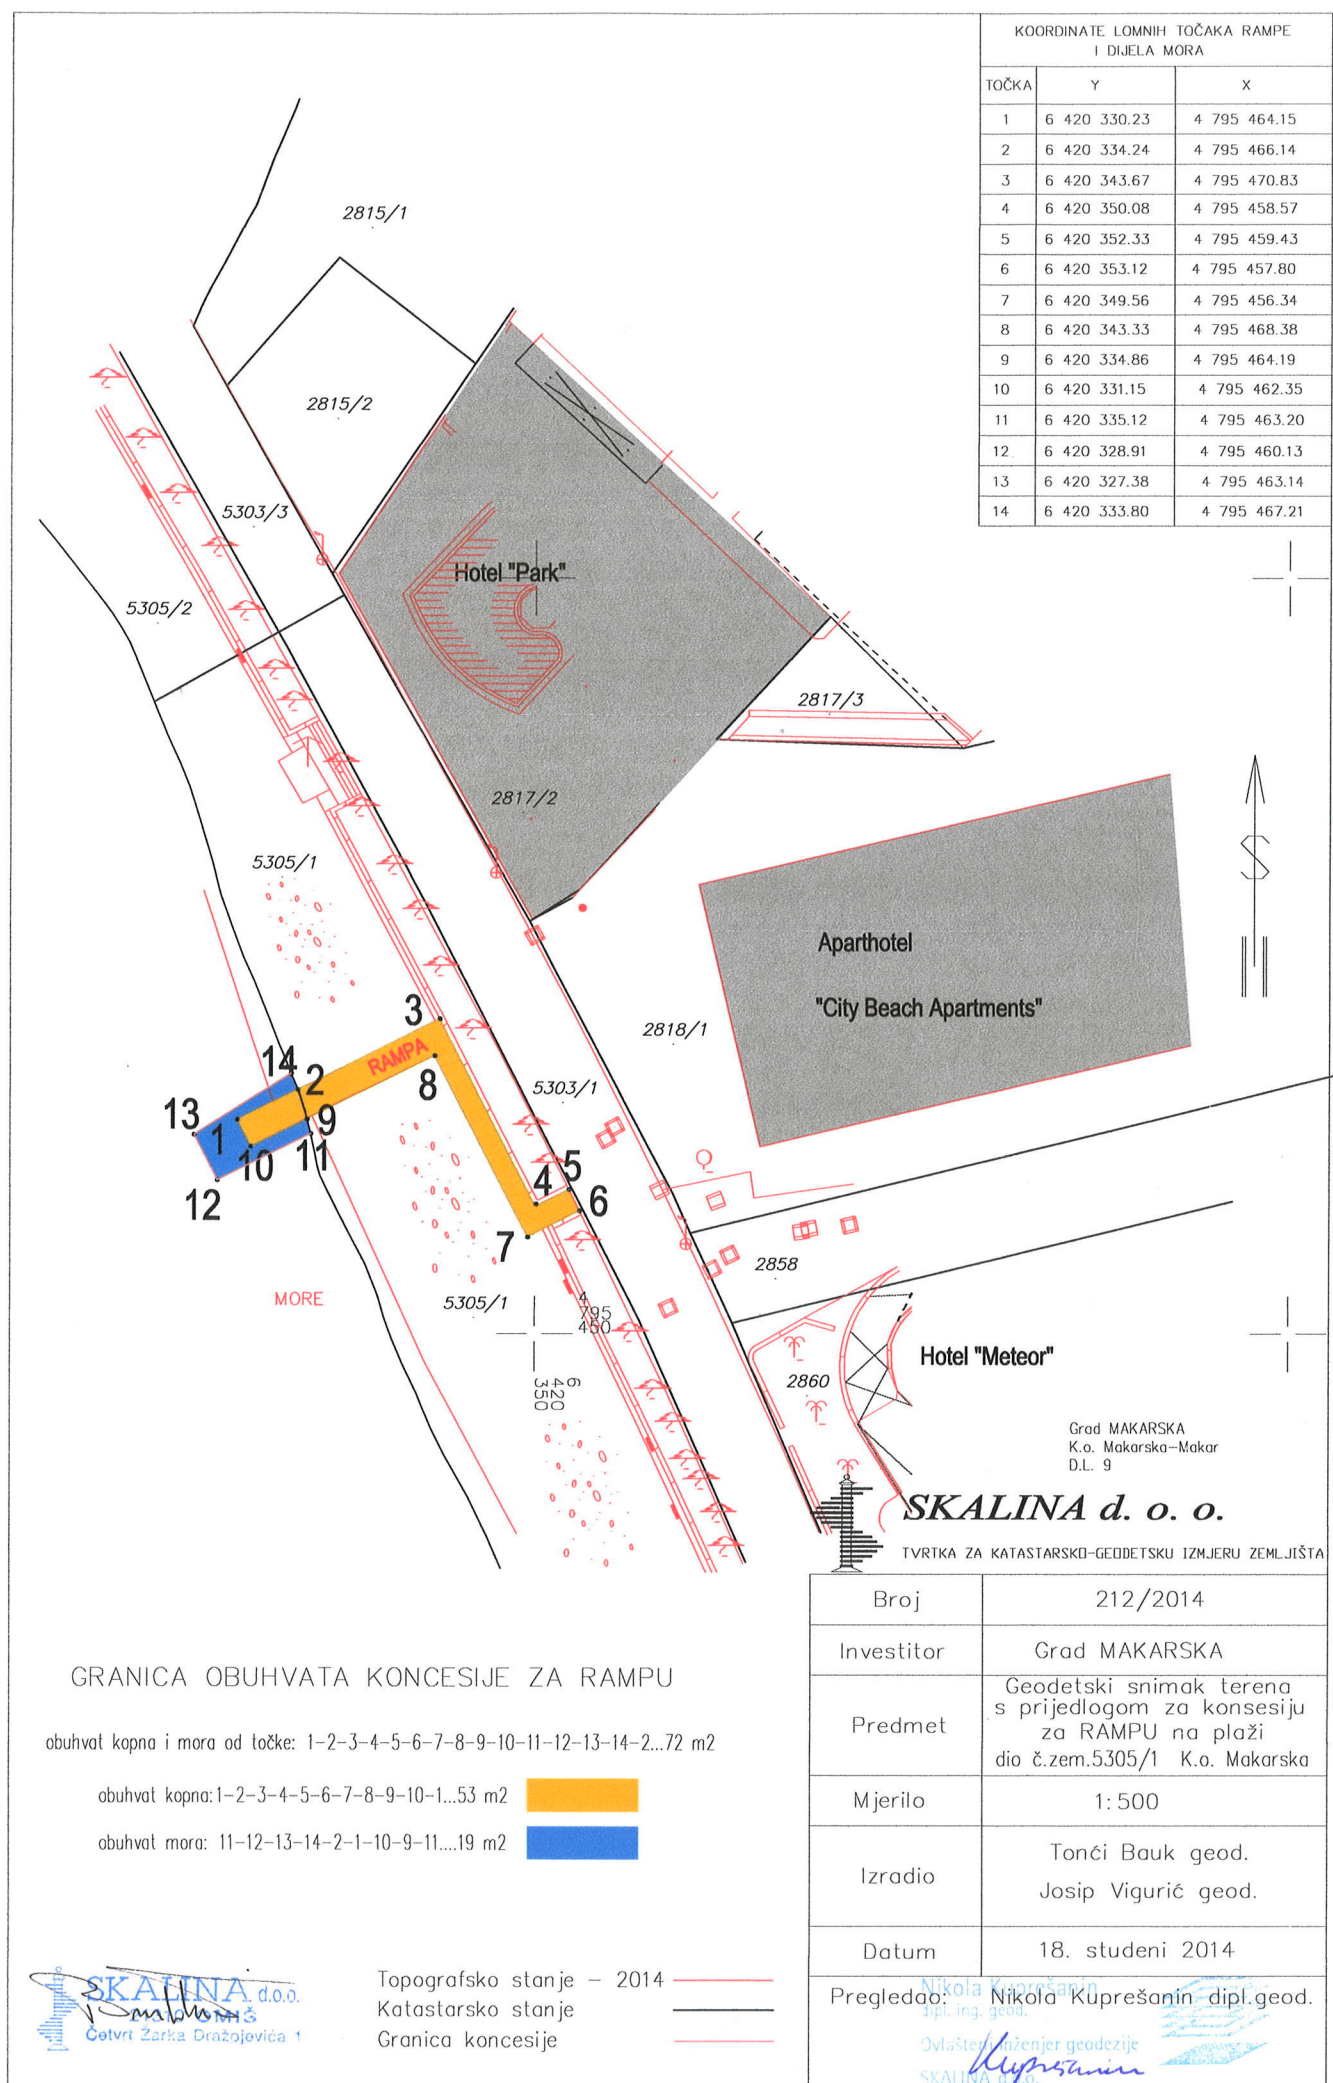 KOORDINATE LOMNIH TOČAKA RAMPE
I DIJELA MORA
TOČKA Y X
1 6 420 330.23 4 795 464.15
2 6 420 334.24 4 795 466.14
3 6 420 343.67 4 795 470.83
4 6 420 350.08 4 795 458.57
5 6 420 352.33 4 795 459.43
6 6 420 353.12 4 795 457.80
7 6 420 349.56 4 795 456.34
8 6 420 343.33 4 795 468.38
9 6 420 334.86 4 795 464.19
10 6 420 331.15 4 795 462.35
11 6 420 335.12 4 795 463.20
12 6 420 328.91 4 795 460.13
13 6 420 327.38 4 795 463.14
14 6 420 333.80 4 795 467.21
2815/1
2815/2
5303/3
Hotel "Park"
5305/2
2817/3
2817/2
5305/1
Aparthotel
"City Beach Apartments"
3
2818/1
RAMPA
14
8
2
5303/1
13
1
9
10
11
5
4
12
6
7
2858
MORE
5305/1
4
795
450
Hotel "Meteor"
6
420
350
2860
Grad MAKARSKA
K.o. Makarska-Makar
D.L. 9
SKALINA d. o. o.
TVRTKA ZA KATASTARSKO-GEODETSKU IZMJERU ZEMLJIŠTA
Broj 212/2014
Investitor Grad MAKARSKA
Predmet
Geodetski snimak terena
s prijedlogom za konsesiju
za RAMPU na plaži
dio č.zem.5305/1 K.o. Makarska
Mjerilo 1:500
Izradio
Tonći Bauk geod.
Josip Vigurić geod.
Datum 18. studeni 2014
Pregledao: Nikola Kuprešanin dipl.geod.
Nikola Kuprešanin
dipl. ing. geod.
Ovlašteni inženjer geodezije
SKALINA d.o.o.
GRANICA OBUHVATA KONCESIJE ZA RAMPU
obuhvat kopna i mora od točke: 1-2-3-4-5-6-7-8-9-10-11-12-13-14-2...72 m2
obuhvat kopna: 1-2-3-4-5-6-7-8-9-10-1...53 m2
obuhvat mora: 11-12-13-14-2-1-10-9-11....19 m2
SKALINA d.o.o.
21310 OMIŠ
Četvrt Žarka Dražojevića 1
Topografsko stanje - 2014
Katastarsko stanje
Granica koncesije